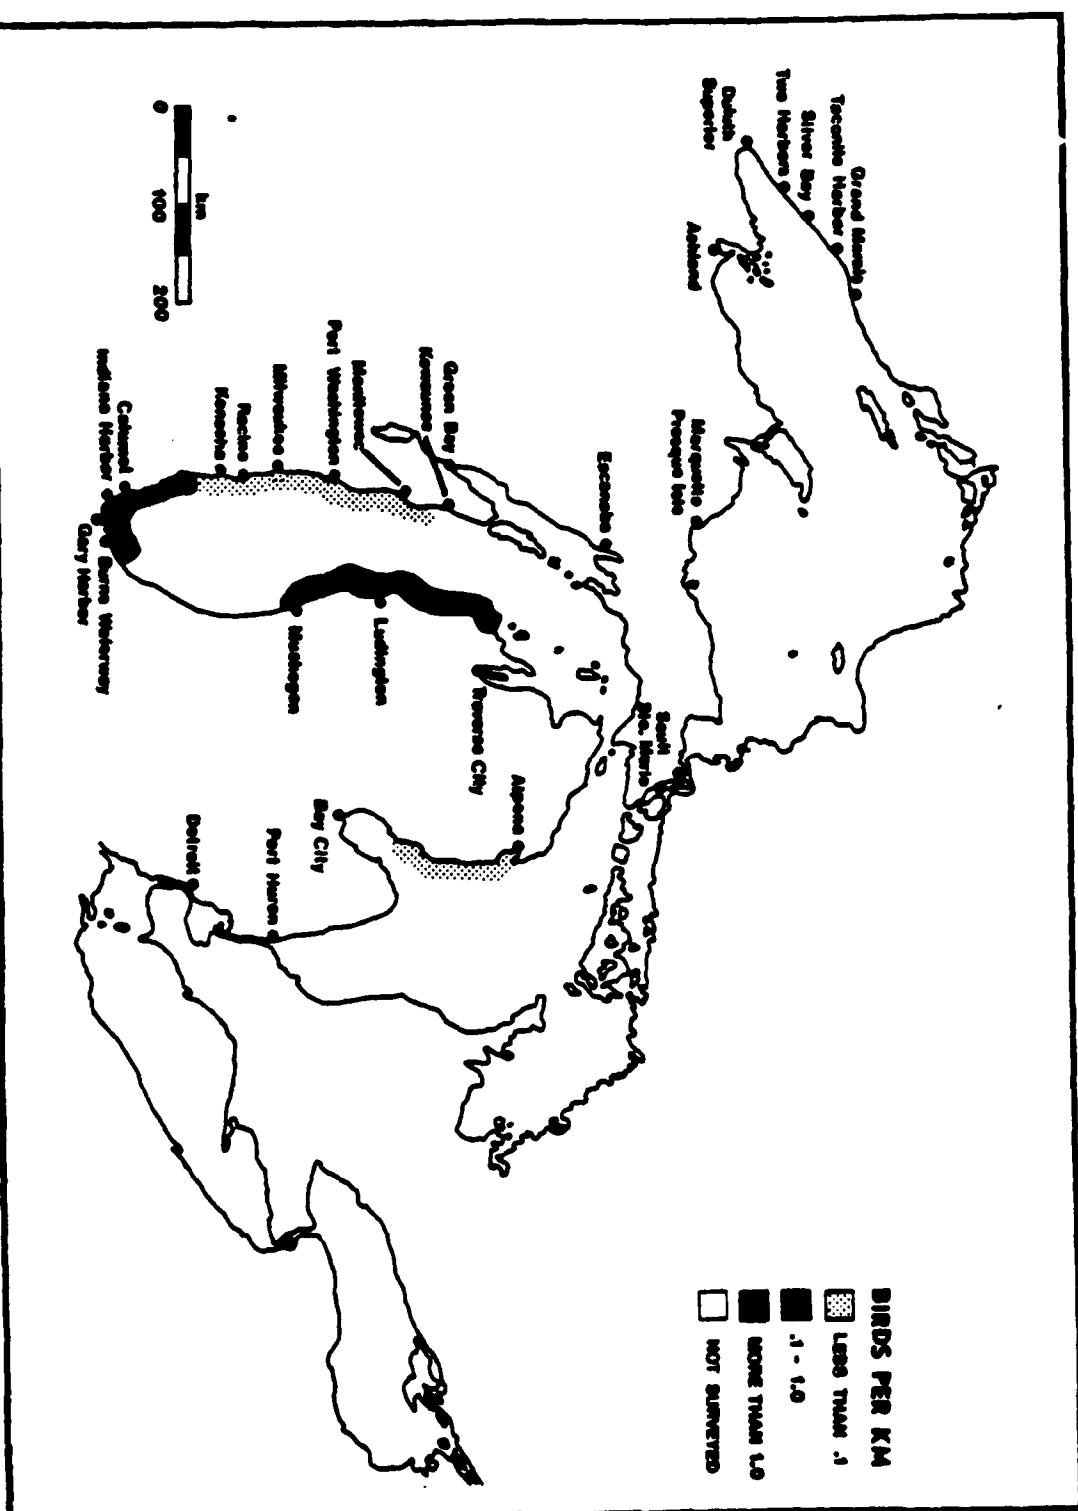 BIRDS PER KM
LESS THAN .1
.1 - 1.0
MORE THAN 1.0
NOT SURVEYED
Grand Marais
Taconite Harbor
Silver Bay
Two Harbors
Duluth
Superior
Ashland
Marquette
Presque Isle
Sault
Ste. Marie
Escanaba
Green Bay
Kewaunee
Manitowoc
Port Washington
Milwaukee
Racine
Kenosha
Calumet
Indiana Harbor
Burns Waterway
Gary Harbor
Muskegon
Ludington
Traverse City
Alpena
Bay City
Port Huron
Detroit
km
0 100 200